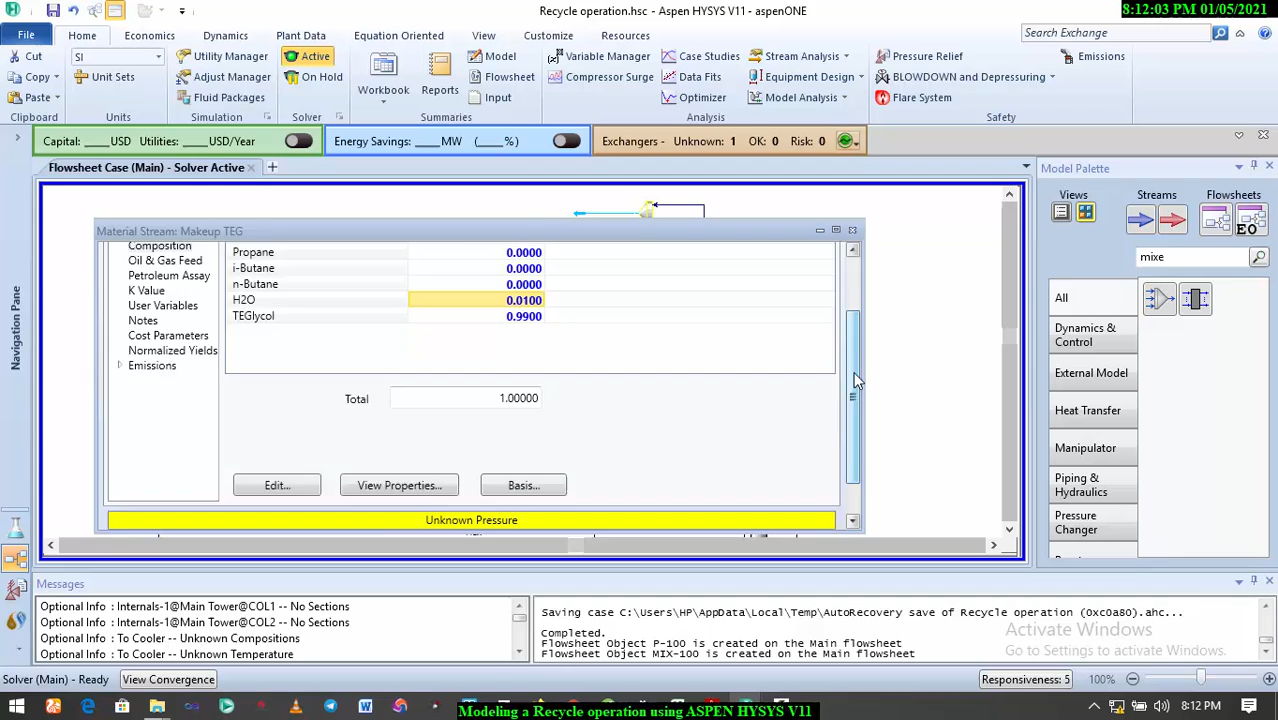 Recycle operation.hsc - Aspen HYSYS V11 - aspenONE
8:12:03 PM 01/05/2021
File
Home
Economics
Dynamics
Plant Data
Equation Oriented
View
Customize
Resources
Search Exchange
Cut
SI
Utility Manager
Active
Model
Variable Manager
Case Studies
Stream Analysis
Pressure Relief
Emissions
Copy
Unit Sets
Adjust Manager
On Hold
Workbook
Reports
Flowsheet
Compressor Surge
Data Fits
Equipment Design
BLOWDOWN and Depressuring
Paste
Fluid Packages
Input
Optimizer
Model Analysis
Flare System
Clipboard
Units
Simulation
Solver
Summaries
Analysis
Safety
Capital: ____ USD Utilities: ____ USD/Year
Energy Savings: ____ MW (____ %)
Exchangers - Unknown: 1 OK: 0 Risk: 0
Flowsheet Case (Main) - Solver Active
Model Palette
Navigation Pane
Views
Streams
Flowsheets
EO
mixe
Material Stream: Makeup TEG
Composition
Oil & Gas Feed
Petroleum Assay
K Value
User Variables
Notes
Cost Parameters
Normalized Yields
Emissions
Propane 0.0000
i-Butane 0.0000
n-Butane 0.0000
H2O 0.0100
TEGlycol 0.9900
Total 1.00000
Edit...
View Properties...
Basis...
Unknown Pressure
All
Dynamics & Control
External Model
Heat Transfer
Manipulator
Piping & Hydraulics
Pressure Changer
Messages
Optional Info : Internals-1@Main Tower@COL1 -- No Sections
Optional Info : Internals-1@Main Tower@COL2 -- No Sections
Optional Info : To Cooler -- Unknown Compositions
Optional Info : To Cooler -- Unknown Temperature
Saving case C:\Users\HP\AppData\Local\Temp\AutoRecovery save of Recycle operation (0xc0a80).ahc...
Completed.
Flowsheet Object P-100 is created on the Main flowsheet
Flowsheet Object MIX-100 is created on the Main flowsheet
Activate Windows
Go to Settings to activate Windows.
Solver (Main) - Ready
View Convergence
Responsiveness: 5
100%
8:12 PM
Modeling a Recycle operation using ASPEN HYSYS V11